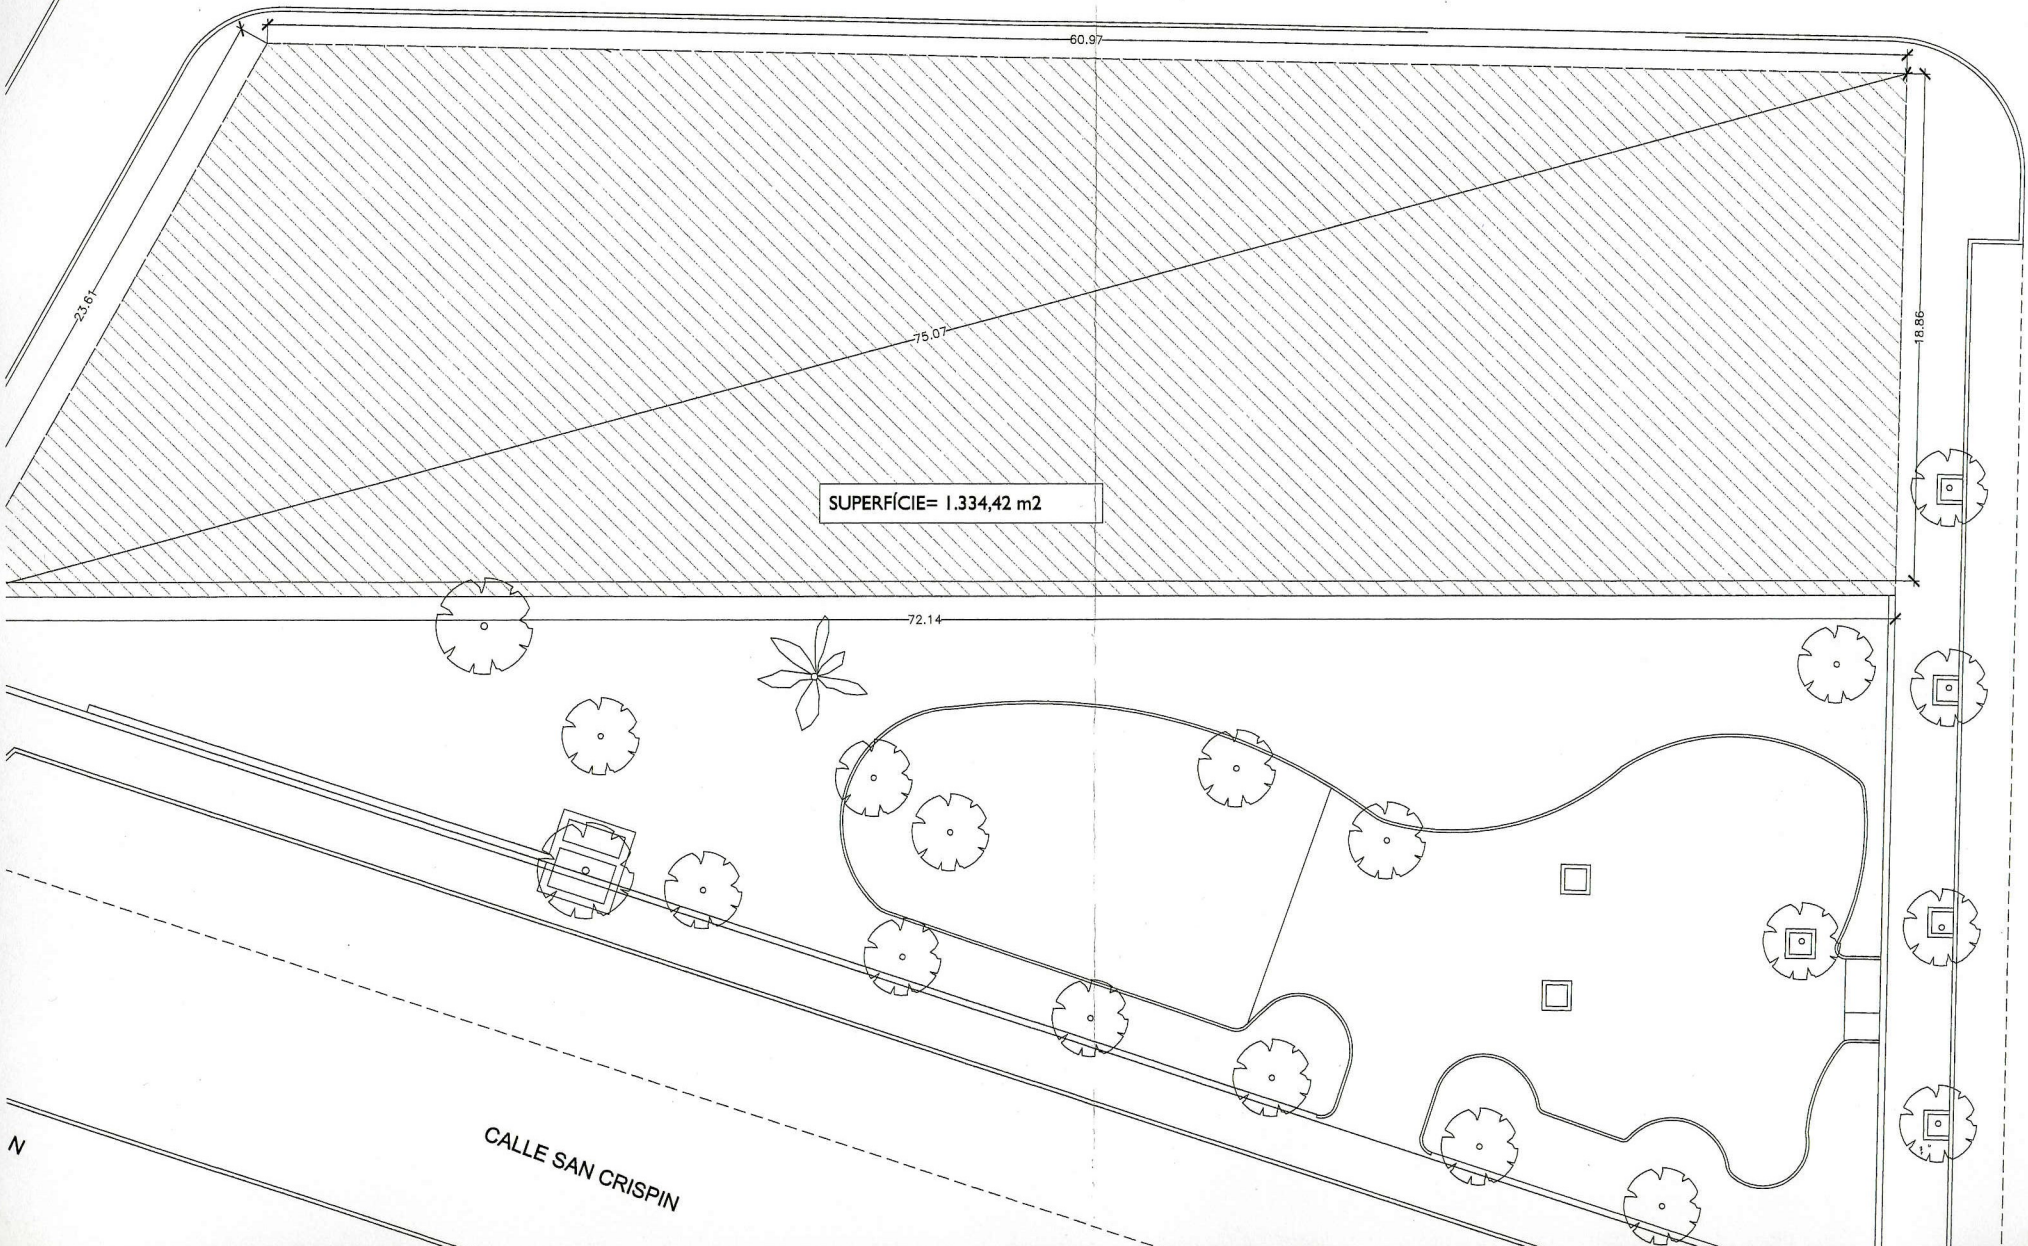 60.97
23.61
75.07
18.86
SUPERFÍCIE= 1.334,42 m2
72.14
N
CALLE SAN CRISPIN